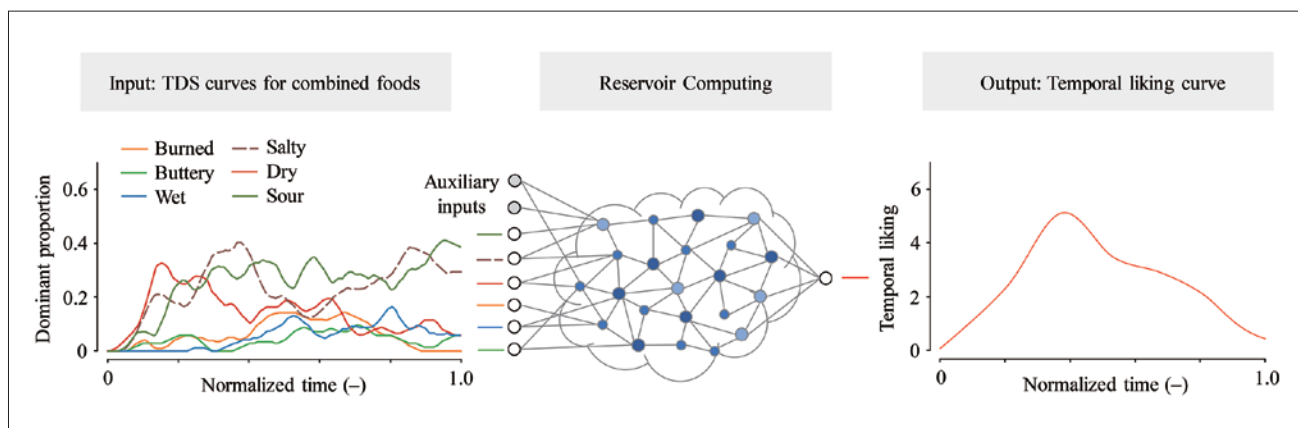 Input: TDS curves for combined foods
Reservoir Computing
Output: Temporal liking curve
Burned
Buttery
Wet
Salty
Dry
Sour
Dominant proportion
0.6
0.4
0.2
0
0
1.0
Normalized time (–)
Auxiliary
inputs
Temporal liking
6
4
2
0
0
1.0
Normalized time (–)